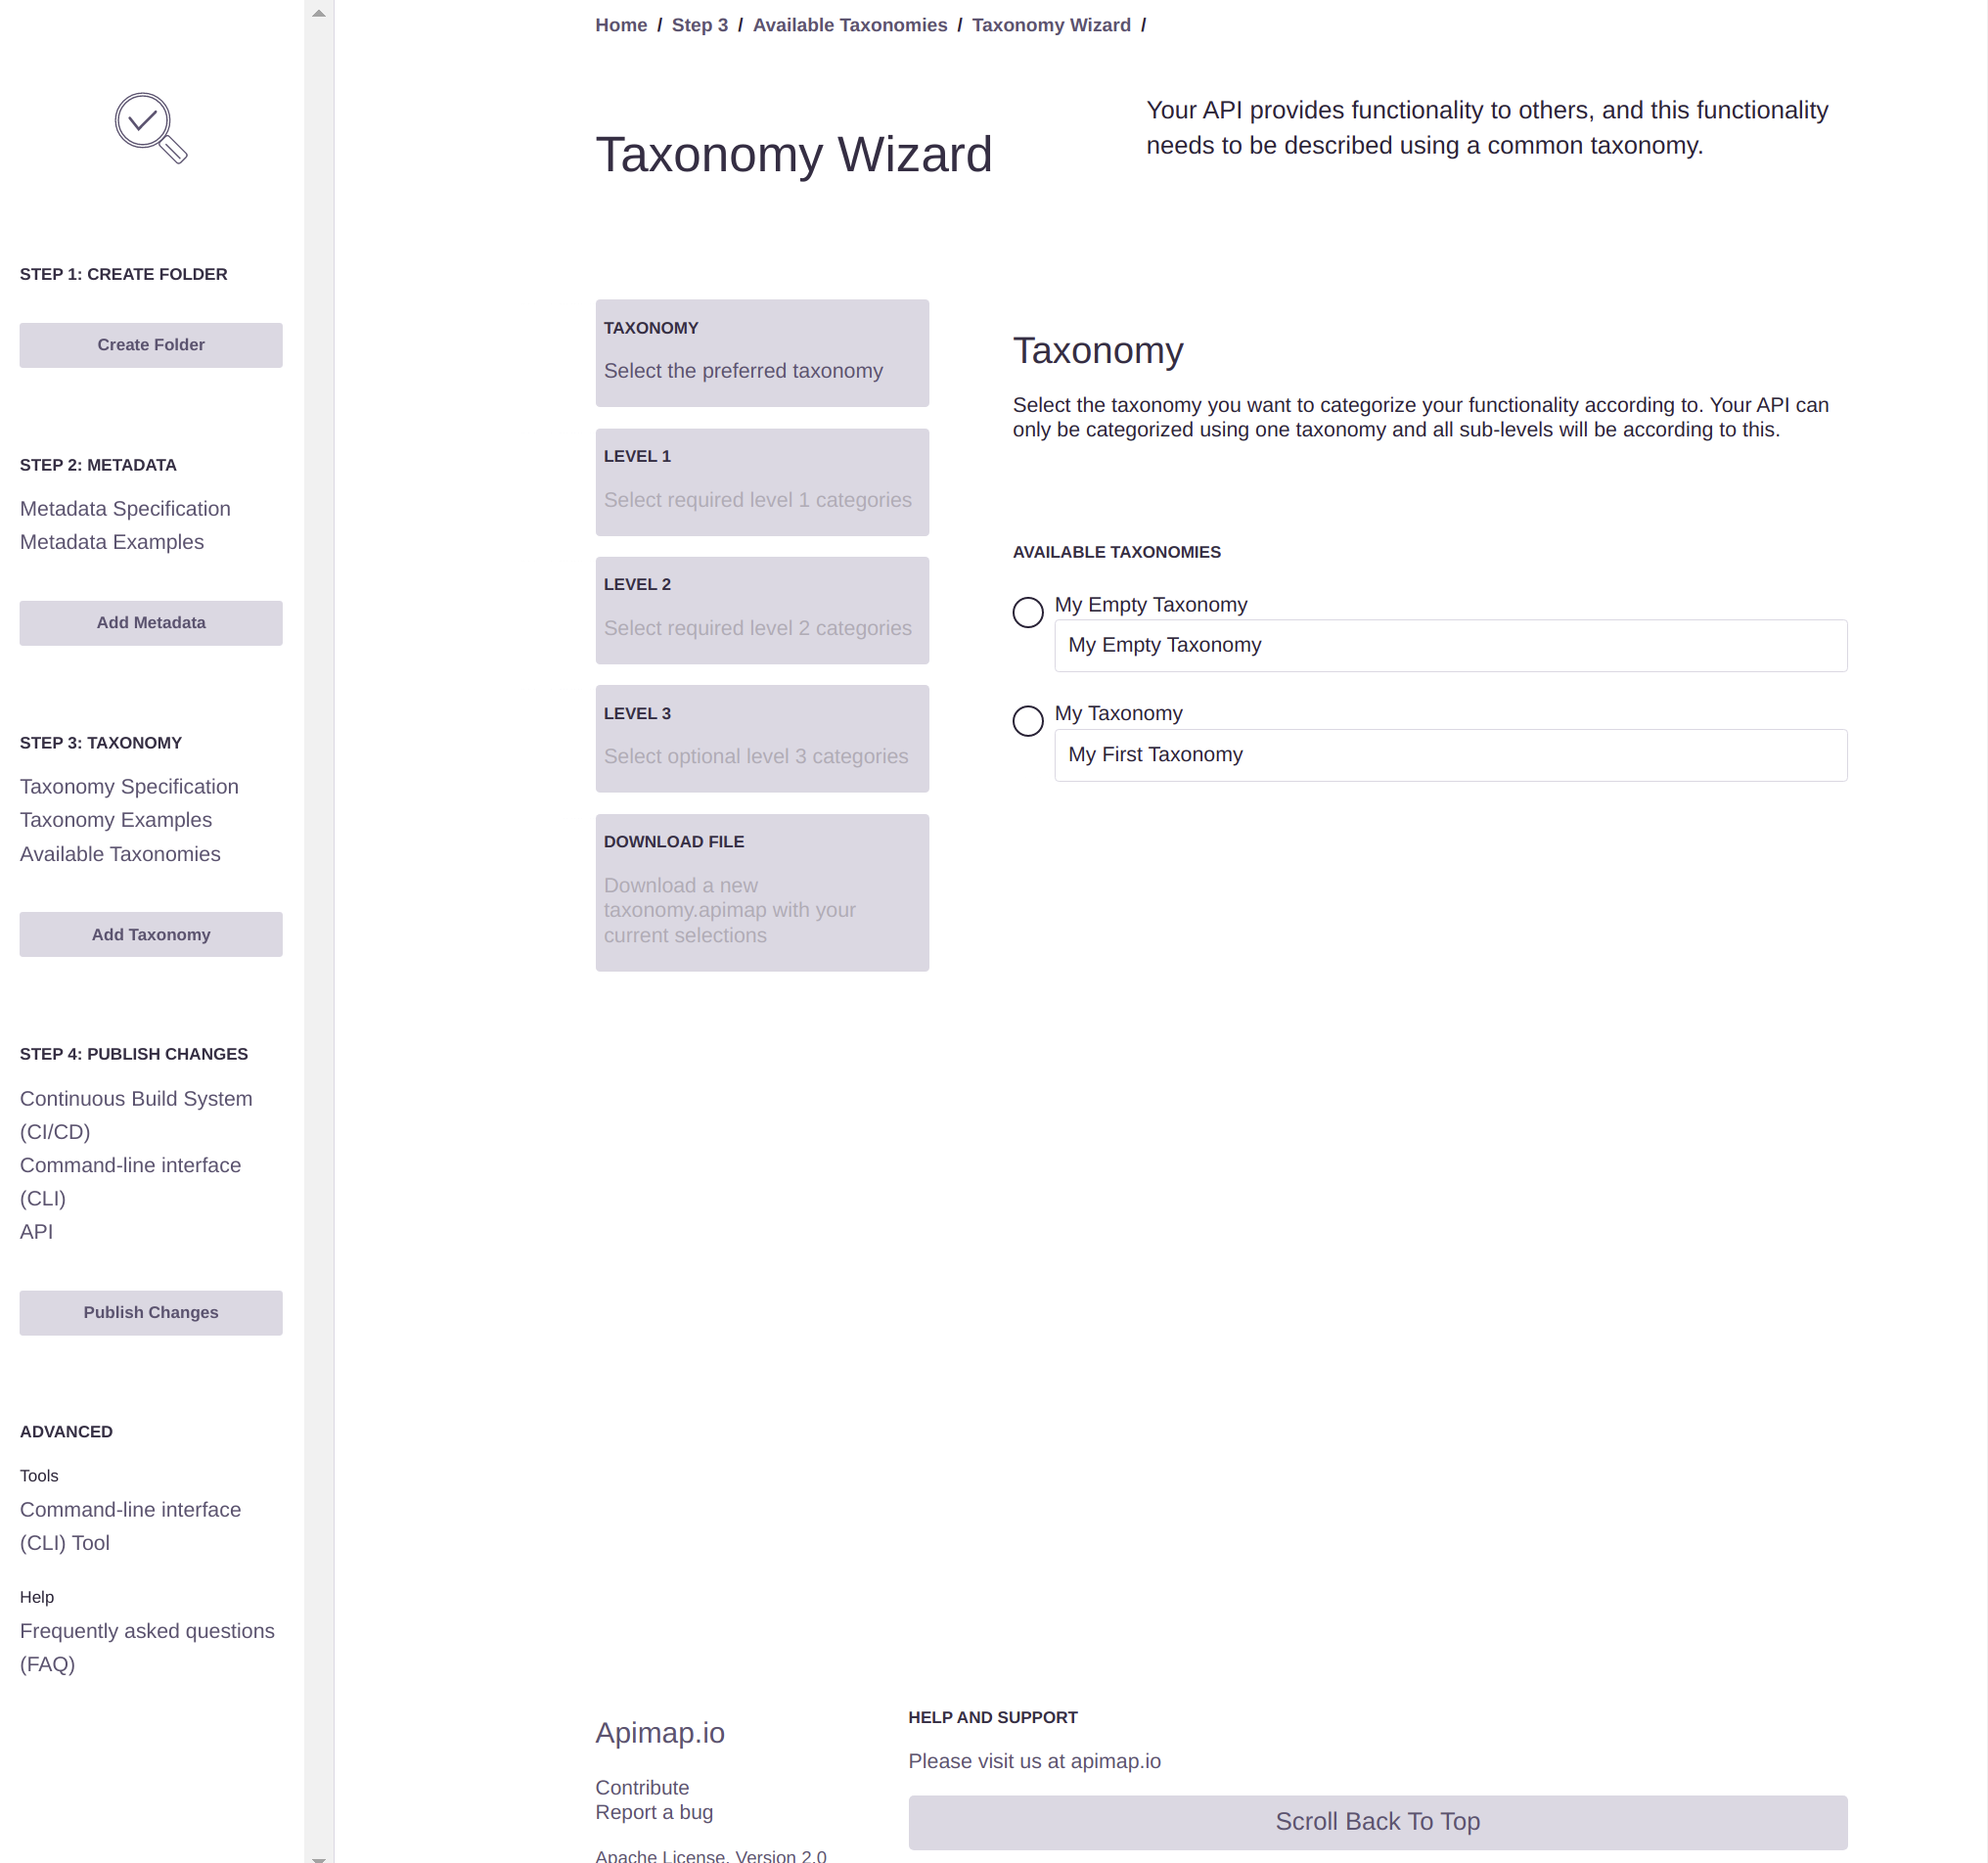 STEP 1: CREATE FOLDER
Create Folder
STEP 2: METADATA
Metadata Specification
Metadata Examples
Add Metadata
STEP 3: TAXONOMY
Taxonomy Specification
Taxonomy Examples
Available Taxonomies
Add Taxonomy
STEP 4: PUBLISH CHANGES
Continuous Build System
(CI/CD)
Command-line interface
(CLI)
API
Publish Changes
ADVANCED
Tools
Command-line interface
(CLI) Tool
Help
Frequently asked questions
(FAQ)
Home / Step 3 / Available Taxonomies / Taxonomy Wizard /
Taxonomy Wizard
Your API provides functionality to others, and this functionality
needs to be described using a common taxonomy.
TAXONOMY
Select the preferred taxonomy
LEVEL 1
Select required level 1 categories
LEVEL 2
Select required level 2 categories
LEVEL 3
Select optional level 3 categories
DOWNLOAD FILE
Download a new
taxonomy.apimap with your
current selections
Taxonomy
Select the taxonomy you want to categorize your functionality according to. Your API can
only be categorized using one taxonomy and all sub-levels will be according to this.
AVAILABLE TAXONOMIES
My Empty Taxonomy
My Empty Taxonomy
My Taxonomy
My First Taxonomy
Apimap.io
Contribute
Report a bug
Apache License, Version 2.0
HELP AND SUPPORT
Please visit us at apimap.io
Scroll Back To Top